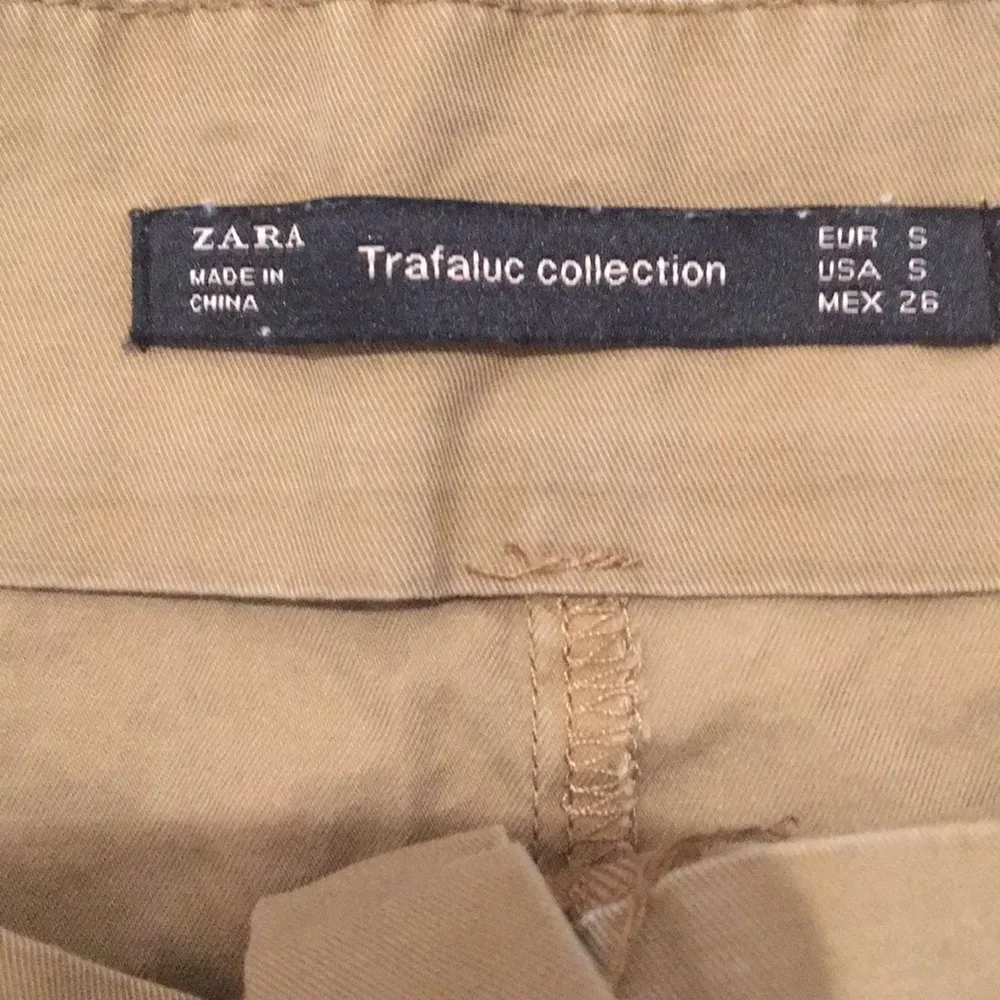 ZARA
MADE IN
CHINA
Trafaluc collection
EUR S
USA S
MEX 26